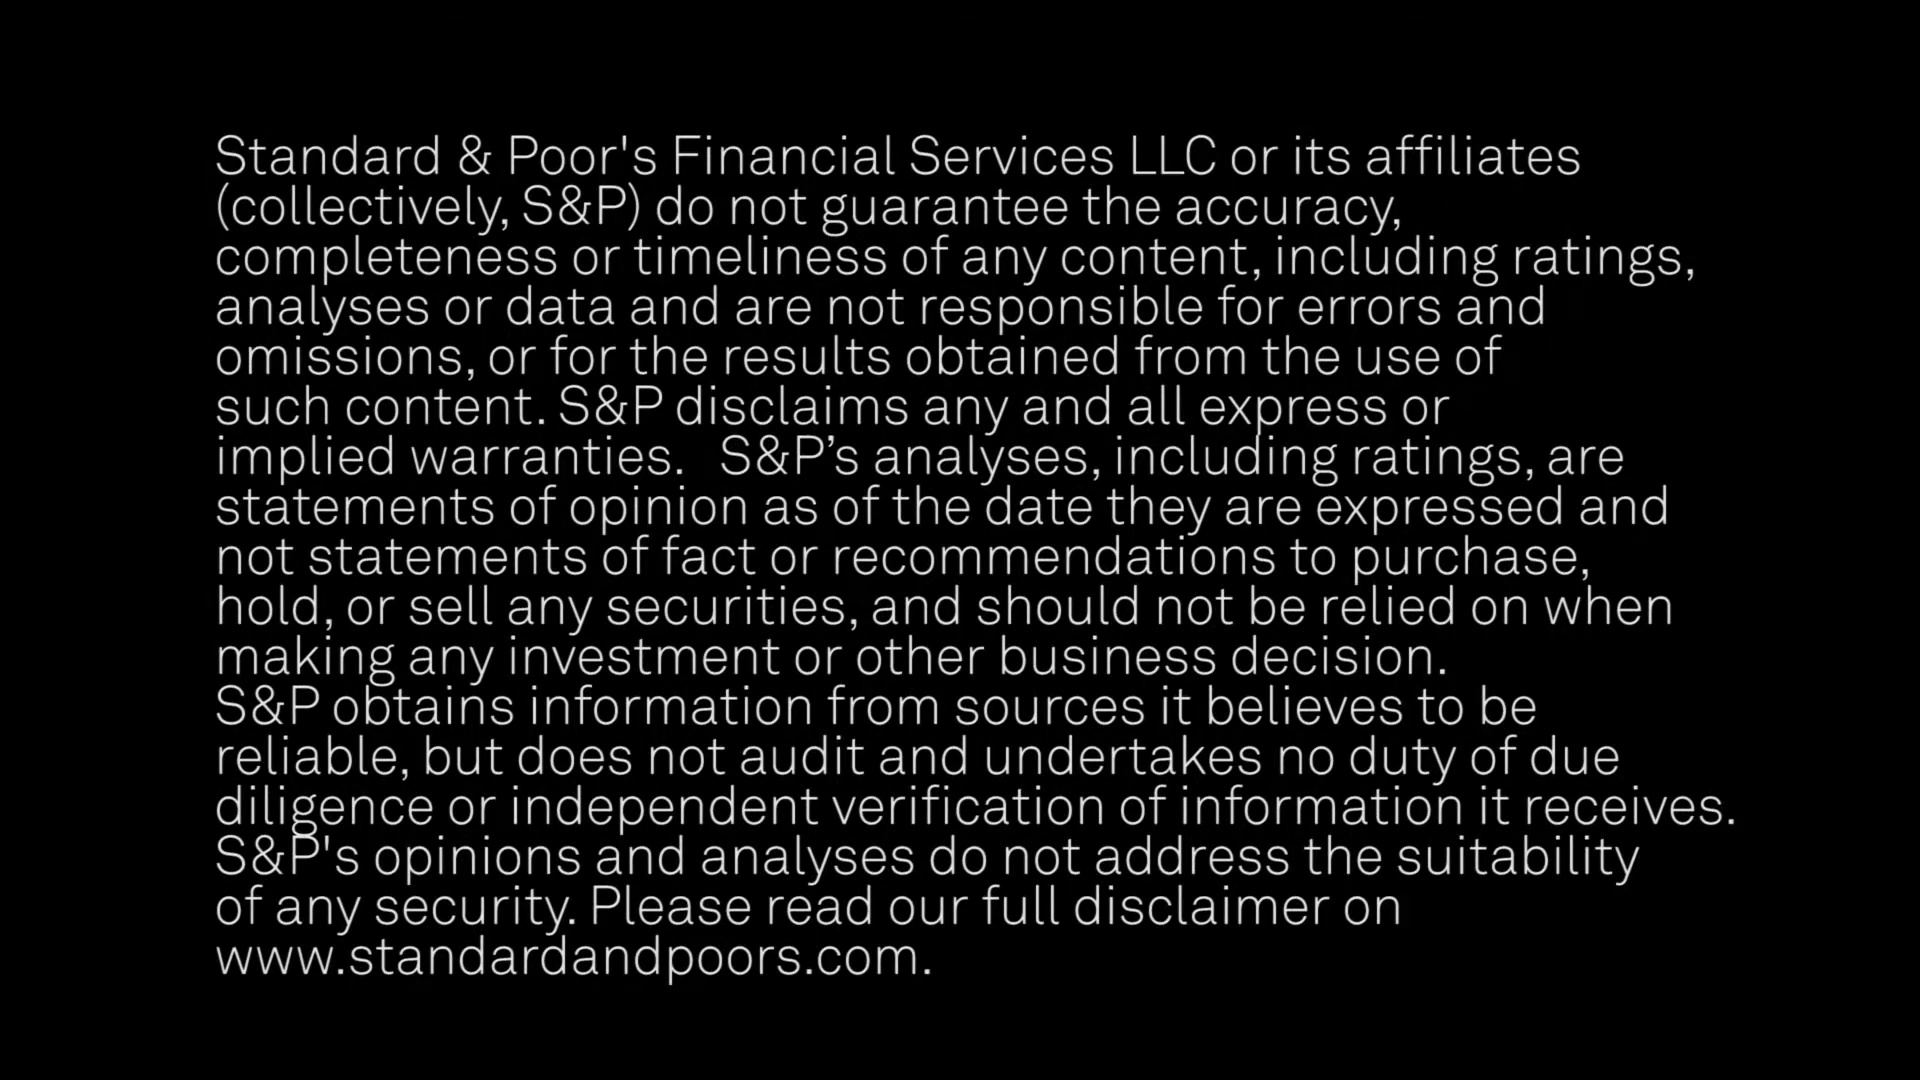 Standard & Poor's Financial Services LLC or its affiliates
(collectively, S&P) do not guarantee the accuracy,
completeness or timeliness of any content, including ratings,
analyses or data and are not responsible for errors and
omissions, or for the results obtained from the use of
such content. S&P disclaims any and all express or
implied warranties.   S&P’s analyses, including ratings, are
statements of opinion as of the date they are expressed and
not statements of fact or recommendations to purchase,
hold, or sell any securities, and should not be relied on when
making any investment or other business decision.
S&P obtains information from sources it believes to be
reliable, but does not audit and undertakes no duty of due
diligence or independent verification of information it receives.
S&P's opinions and analyses do not address the suitability
of any security. Please read our full disclaimer on
www.standardandpoors.com.